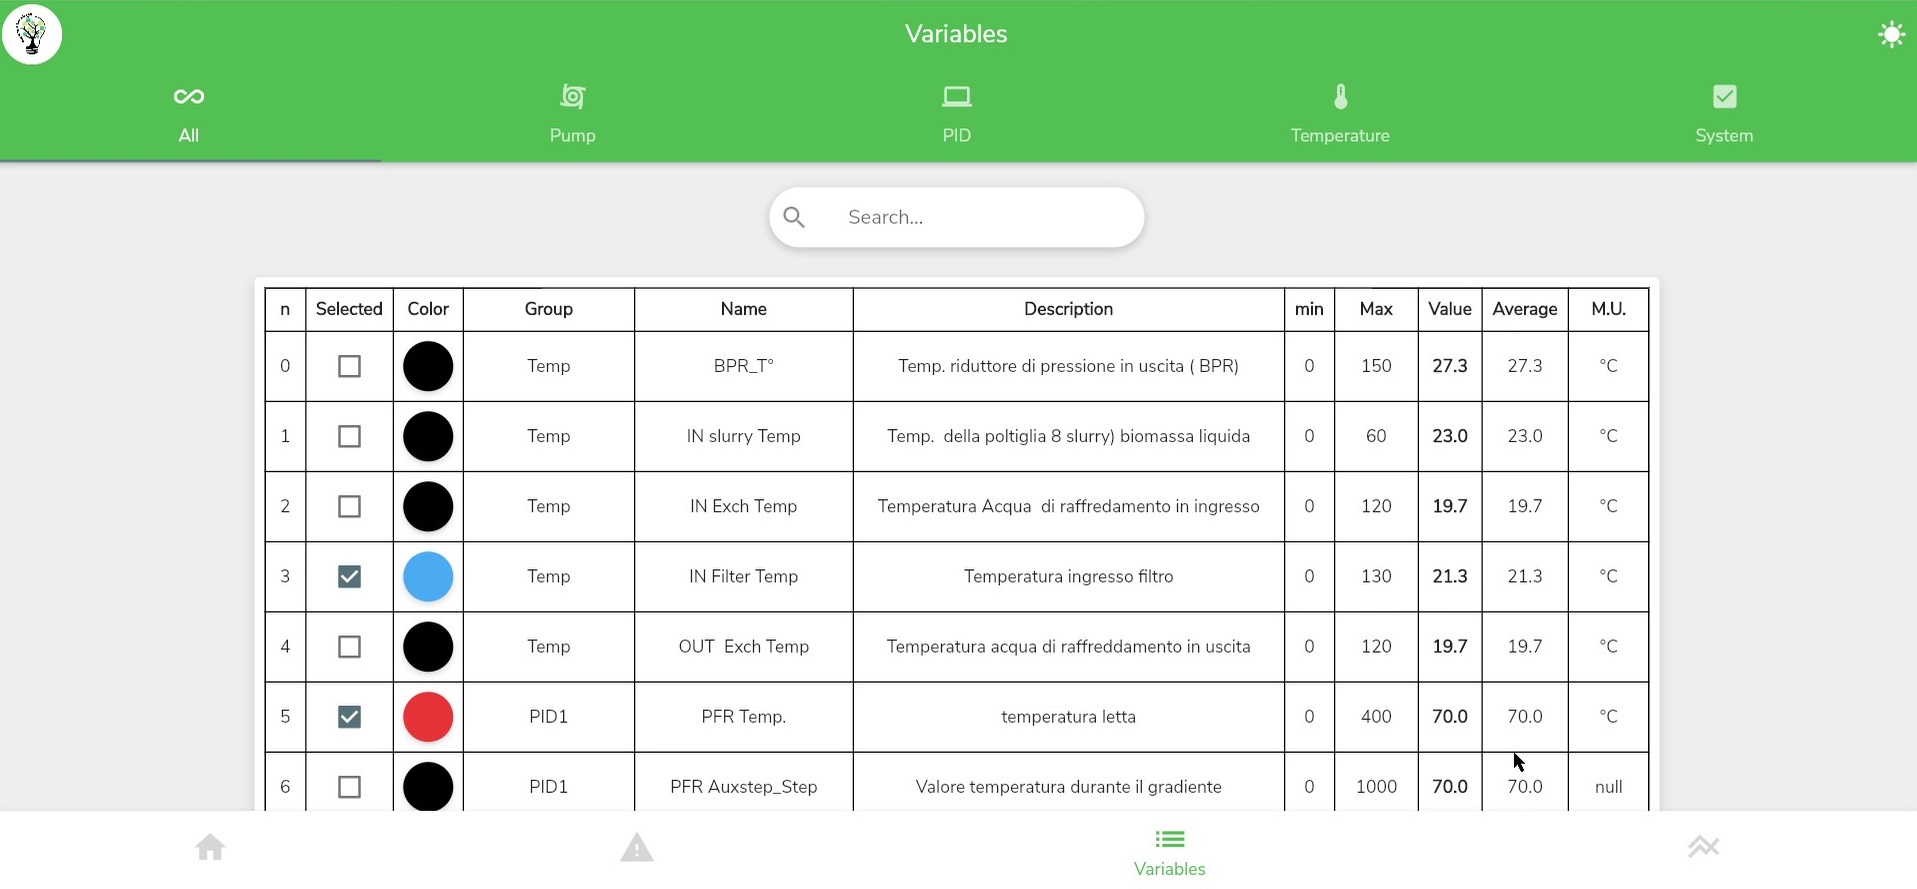 Variables
All Pump PID Temperature System
Search...
n Selected Color Group Name Description min Max Value Average M.U.
0 Temp BPR_T° Temp. riduttore di pressione in uscita ( BPR) 0 150 27.3 27.3 °C
1 Temp IN slurry Temp Temp.  della poltiglia 8 slurry) biomassa liquida 0 60 23.0 23.0 °C
2 Temp IN Exch Temp Temperatura Acqua  di raffredamento in ingresso 0 120 19.7 19.7 °C
3 Temp IN Filter Temp Temperatura ingresso filtro 0 130 21.3 21.3 °C
4 Temp OUT  Exch Temp Temperatura acqua di raffreddamento in uscita 0 120 19.7 19.7 °C
5 PID1 PFR Temp. temperatura letta 0 400 70.0 70.0 °C
6 PID1 PFR Auxstep_Step Valore temperatura durante il gradiente 0 1000 70.0 70.0 null
Variables